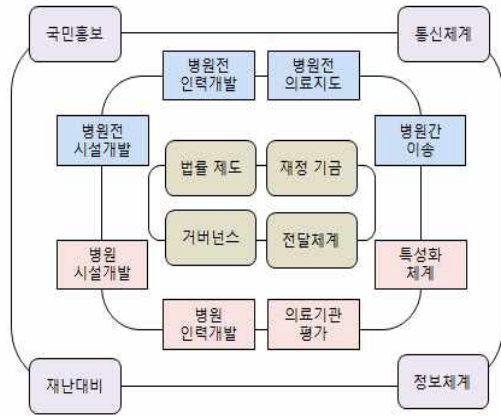 국민홍보
통신체계
병원전
인력개발
병원전
의료지도
병원전
시설개발
병원간
이송
법률 제도
재정 기금
거버넌스
전달체계
병원
시설개발
특성화
체계
병원
인력개발
의료기관
평가
재난대비
정보체계